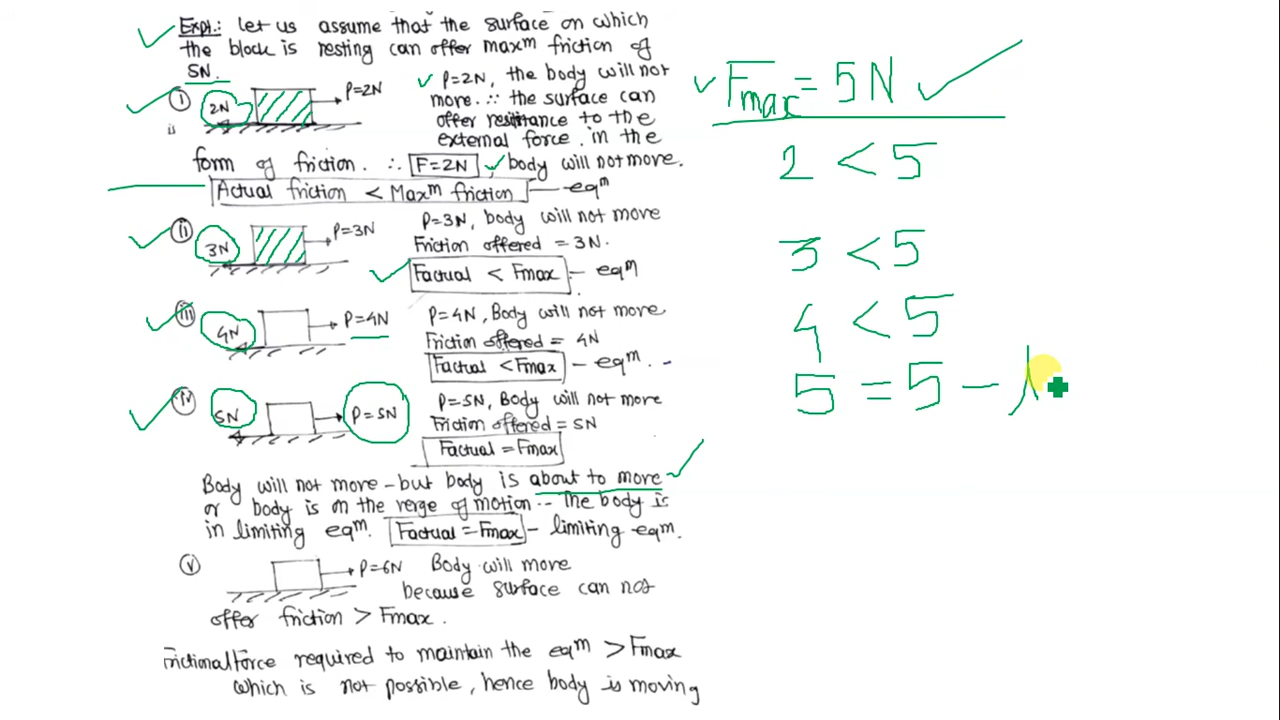 Expt.: Let us assume that the surface on which
the block is resting can offer maxm friction of
5N.
(i) 2N P=2N
P=2N, the body will not
move. ∵ the surface can
offer resistance to the
external force in the
form of friction. ∴ F=2N body will not move.
Actual friction < Maxm friction — eqm
(ii) 3N P=3N
P=3N, body will not move
Friction offered = 3N.
Factual < Fmax — eqm
(iii) 4N P=4N
P=4N, Body will not move
Friction offered = 4N
Factual < Fmax — eqm.
(iv) 5N P=5N
P=5N, Body will not move
Friction offered = 5N
Factual = Fmax
Body will not move - but body is about to move
or body is on the verge of motion ∴ The body is
in limiting eqm. Factual = Fmax — limiting eqm.
(v) P=6N Body will move
because surface can not
offer friction > Fmax.
Frictional Force required to maintain the eqm > Fmax
which is not possible, hence body is moving
Fmax = 5N
2 < 5
3 < 5
4 < 5
5 = 5 —